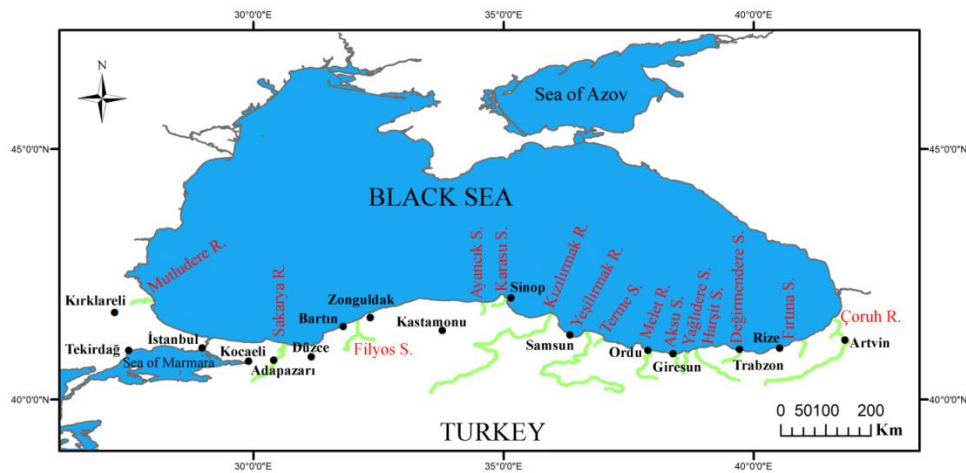 30°0'0"E 35°0'0"E 40°0'0"E
N
Sea of Azov
45°0'0"N 45°0'0"N
BLACK SEA
Mutludere R.
Sakarya R.
Ayancık S.
Karasu S.
Kızılırmak R.
Yeşilırmak R.
Terme S.
Melet R.
Aksu S.
Yağlıdere S.
Harşit S.
Değirmendere S.
Fırtına S.
Çoruh R.
Filyos S.
Kırklareli
Tekirdağ
İstanbul
Sea of Marmara
Kocaeli
Adapazarı
Düzce
Bartın
Zonguldak
Kastamonu
Sinop
Samsun
Ordu
Giresun
Trabzon
Rize
Artvin
40°0'0"N 40°0'0"N
TURKEY
0 50 100 200
Km
30°0'0"E 35°0'0"E 40°0'0"E